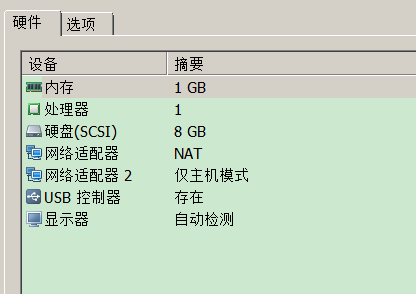 硬件 选项
设备 摘要
内存 1 GB
处理器 1
硬盘(SCSI) 8 GB
网络适配器 NAT
网络适配器 2 仅主机模式
USB 控制器 存在
显示器 自动检测